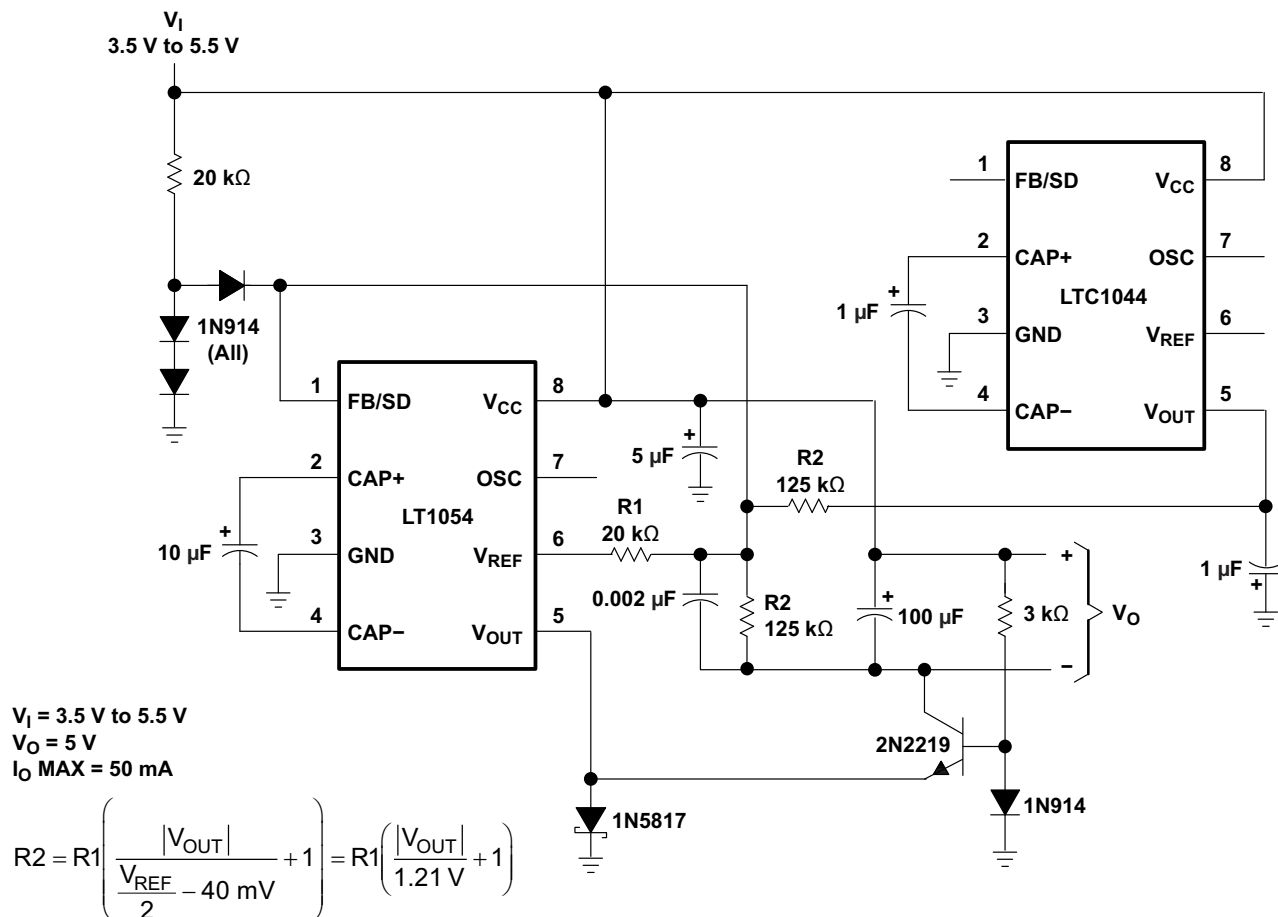 VI
3.5 V to 5.5 V
20 kΩ
1N914
(All)
1 FB/SD
2 CAP+
3 GND
4 CAP−
LT1054
VCC 8
OSC 7
VREF 6
VOUT 5
10 µF
+
5 µF
+
R1
20 kΩ
0.002 µF
R2
125 kΩ
R2
125 kΩ
100 µF
+
3 kΩ
+
−
VO
1 FB/SD
2 CAP+
3 GND
4 CAP−
LTC1044
VCC 8
OSC 7
VREF 6
VOUT 5
1 µF
+
1 µF
+
2N2219
1N914
1N5817
VI = 3.5 V to 5.5 V
VO = 5 V
IO MAX = 50 mA
R2 = R1(|VOUT| / (VREF / 2 − 40 mV) + 1) = R1(|VOUT| / 1.21 V + 1)